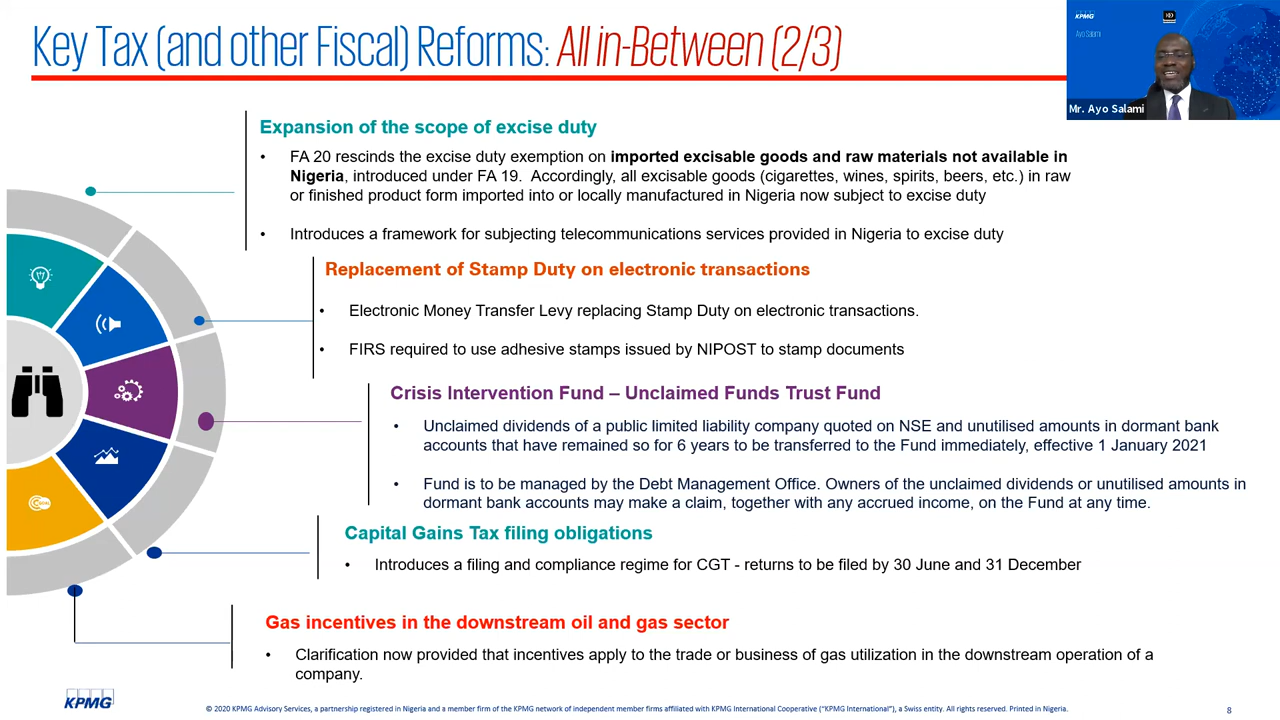 Key Tax (and other Fiscal) Reforms: All in-Between (2/3)
KPMG
Ayo Salami
Mr. Ayo Salami
Expansion of the scope of excise duty
• FA 20 rescinds the excise duty exemption on imported excisable goods and raw materials not available in
Nigeria, introduced under FA 19. Accordingly, all excisable goods (cigarettes, wines, spirits, beers, etc.) in raw
or finished product form imported into or locally manufactured in Nigeria now subject to excise duty
• Introduces a framework for subjecting telecommunications services provided in Nigeria to excise duty
Replacement of Stamp Duty on electronic transactions
• Electronic Money Transfer Levy replacing Stamp Duty on electronic transactions.
• FIRS required to use adhesive stamps issued by NIPOST to stamp documents
Crisis Intervention Fund – Unclaimed Funds Trust Fund
• Unclaimed dividends of a public limited liability company quoted on NSE and unutilised amounts in dormant bank
accounts that have remained so for 6 years to be transferred to the Fund immediately, effective 1 January 2021
• Fund is to be managed by the Debt Management Office. Owners of the unclaimed dividends or unutilised amounts in
dormant bank accounts may make a claim, together with any accrued income, on the Fund at any time.
Capital Gains Tax filing obligations
• Introduces a filing and compliance regime for CGT - returns to be filed by 30 June and 31 December
Gas incentives in the downstream oil and gas sector
• Clarification now provided that incentives apply to the trade or business of gas utilization in the downstream operation of a
company.
KPMG
© 2020 KPMG Advisory Services, a partnership registered in Nigeria and a member firm of the KPMG network of independent member firms affiliated with KPMG International Cooperative ("KPMG International"), a Swiss entity. All rights reserved. Printed in Nigeria.
8